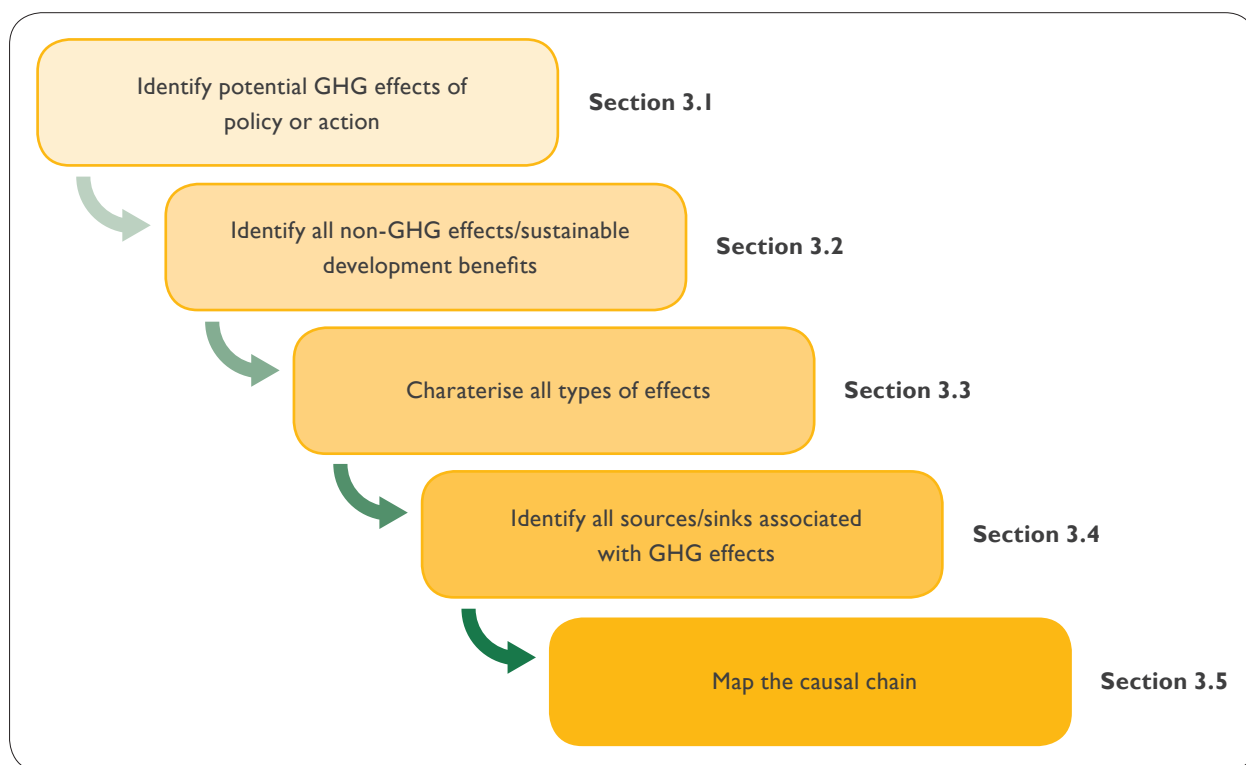 Identify potential GHG effects of
policy or action
Section 3.1
Identify all non-GHG effects/sustainable
development benefits
Section 3.2
Charaterise all types of effects
Section 3.3
Identify all sources/sinks associated
with GHG effects
Section 3.4
Map the causal chain
Section 3.5